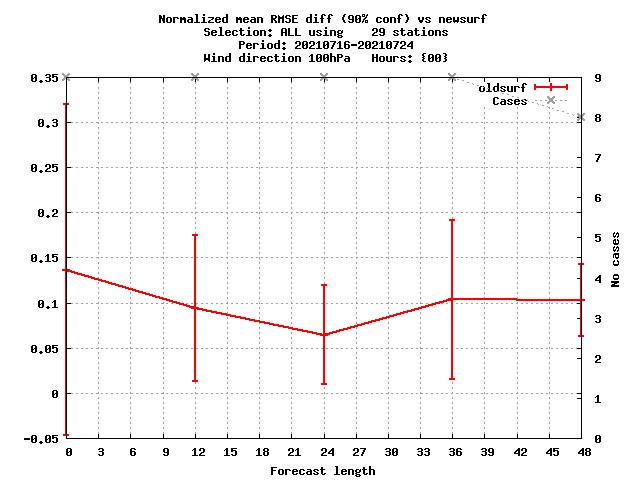 Normalized mean RMSE diff (90% conf) vs newsurf
Selection: ALL using    29 stations
Period: 20210716-20210724
Wind direction 100hPa   Hours: {00}
0.35
0.3
0.25
0.2
0.15
0.1
0.05
0
-0.05
oldsurf
Cases
9
8
7
6
5
4
3
2
1
0
No cases
0 3 6 9 12 15 18 21 24 27 30 33 36 39 42 45 48
Forecast length